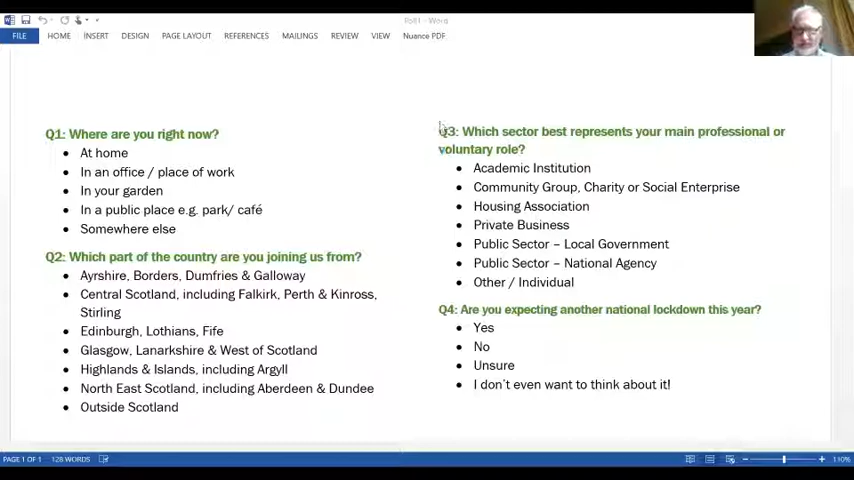 Poll1 - Word
FILE HOME INSERT DESIGN PAGE LAYOUT REFERENCES MAILINGS REVIEW VIEW Nuance PDF
Q1: Where are you right now?
• At home
• In an office / place of work
• In your garden
• In a public place e.g. park/ café
• Somewhere else
Q2: Which part of the country are you joining us from?
• Ayrshire, Borders, Dumfries & Galloway
• Central Scotland, including Falkirk, Perth & Kinross,
Stirling
• Edinburgh, Lothians, Fife
• Glasgow, Lanarkshire & West of Scotland
• Highlands & Islands, including Argyll
• North East Scotland, including Aberdeen & Dundee
• Outside Scotland
Q3: Which sector best represents your main professional or
voluntary role?
• Academic Institution
• Community Group, Charity or Social Enterprise
• Housing Association
• Private Business
• Public Sector – Local Government
• Public Sector – National Agency
• Other / Individual
Q4: Are you expecting another national lockdown this year?
• Yes
• No
• Unsure
• I don't even want to think about it!
PAGE 1 OF 1 128 WORDS 110%